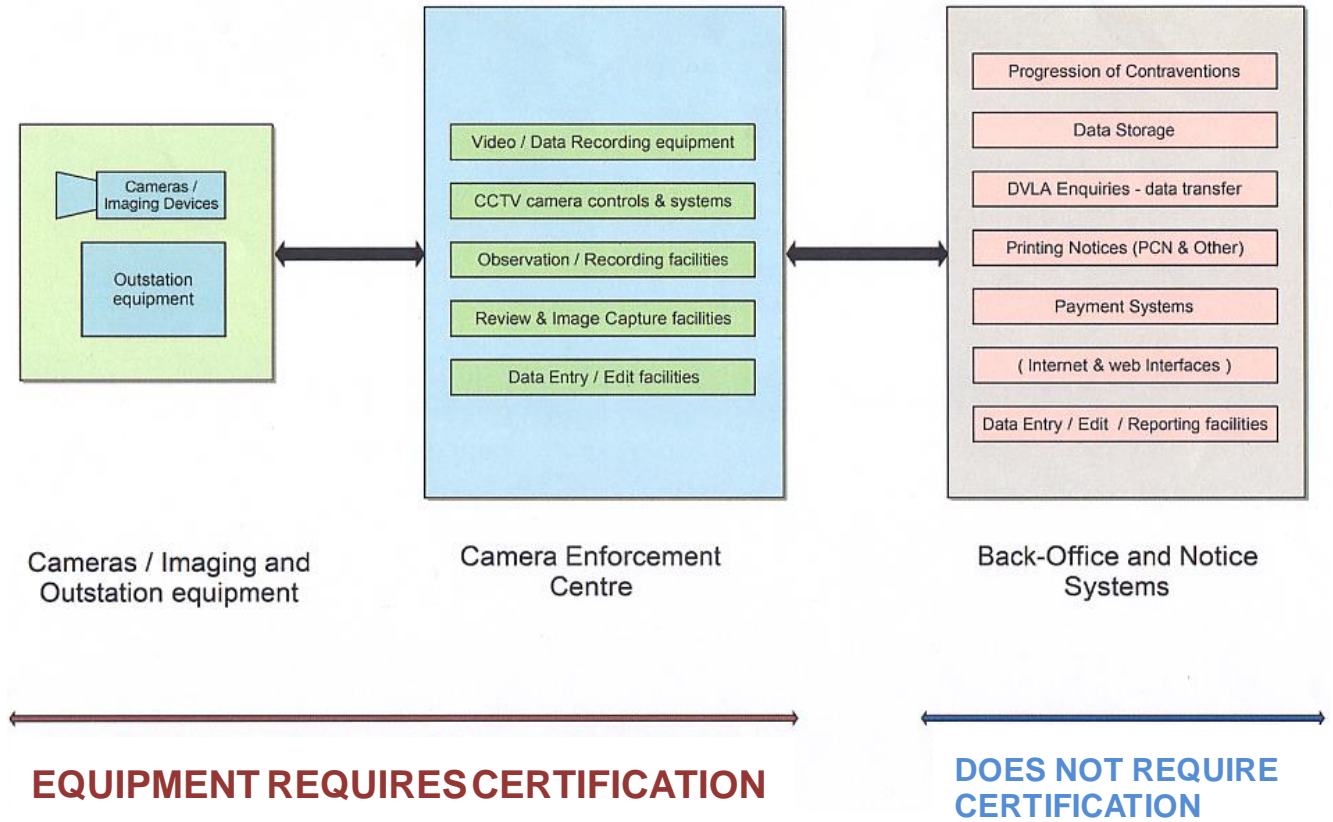 Cameras /
Imaging Devices
Outstation
equipment
Video / Data Recording equipment
CCTV camera controls & systems
Observation / Recording facilities
Review & Image Capture facilities
Data Entry / Edit facilities
Progression of Contraventions
Data Storage
DVLA Enquiries - data transfer
Printing Notices (PCN & Other)
Payment Systems
( Internet & web Interfaces )
Data Entry / Edit / Reporting facilities
Cameras / Imaging and
Outstation equipment
Camera Enforcement
Centre
Back-Office and Notice
Systems
EQUIPMENT REQUIRES CERTIFICATION
DOES NOT REQUIRE
CERTIFICATION